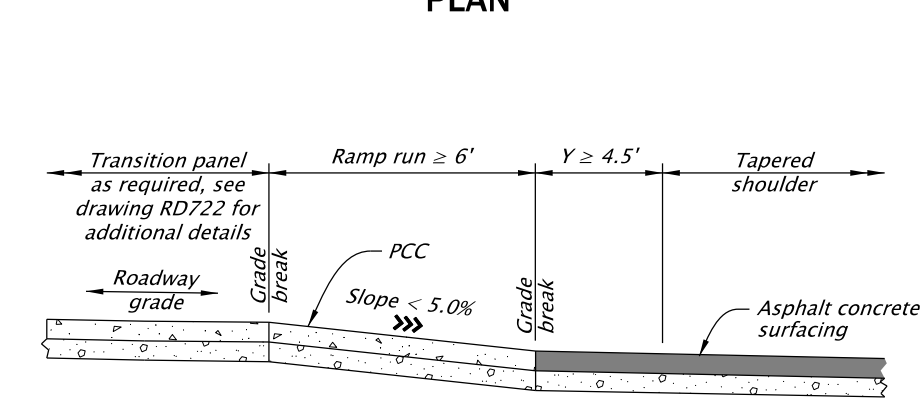 PLAN
Transition panel
as required, see
drawing RD722 for
additional details
Ramp run ≥ 6'
Y ≥ 4.5'
Tapered
shoulder
Roadway
grade
Grade
break
PCC
Slope < 5.0%
Grade
break
Asphalt concrete
surfacing